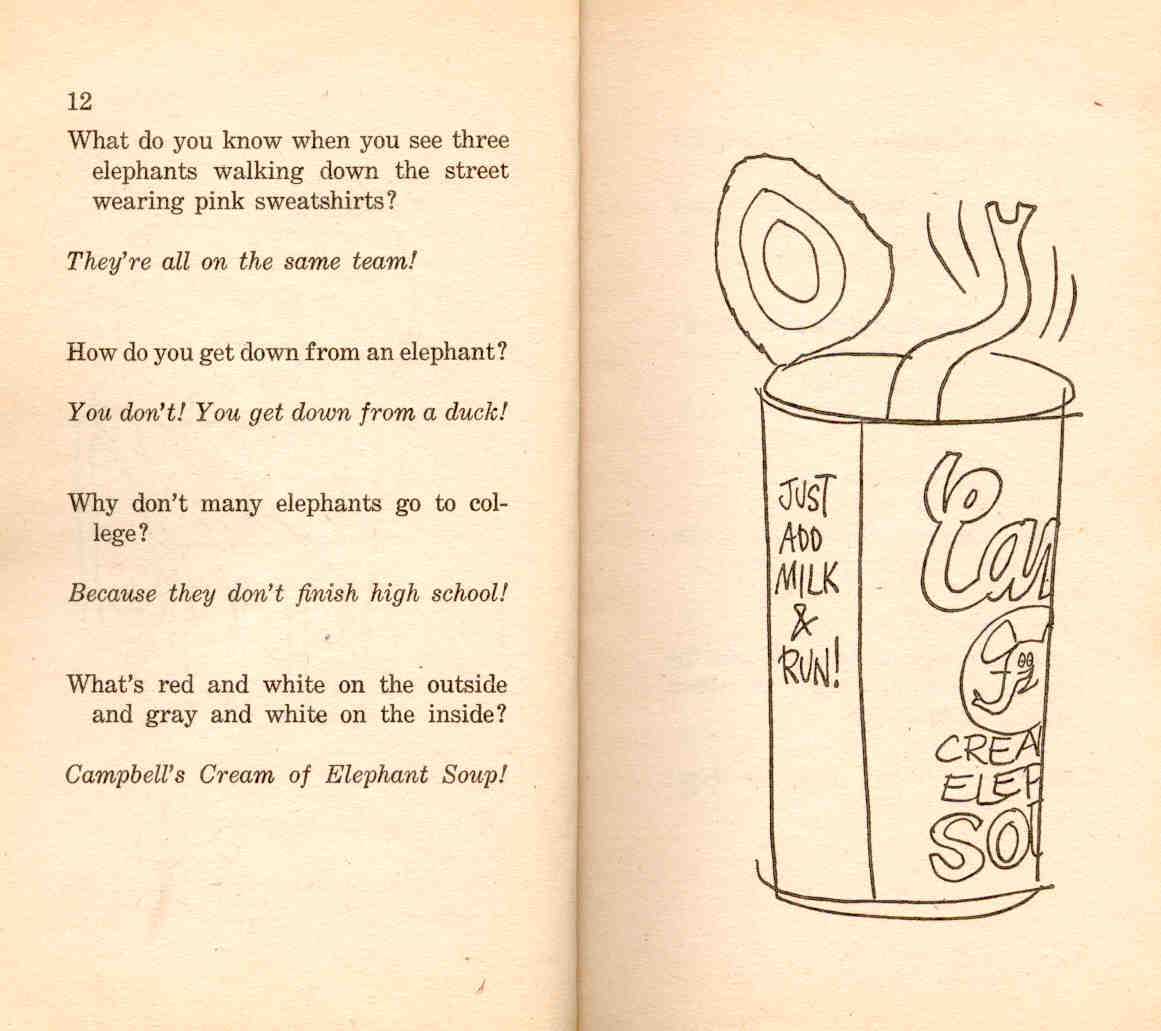 12
What do you know when you see three
elephants walking down the street
wearing pink sweatshirts?
They're all on the same team!
How do you get down from an elephant?
You don't! You get down from a duck!
Why don't many elephants go to col-
lege?
Because they don't finish high school!
What's red and white on the outside
and gray and white on the inside?
Campbell's Cream of Elephant Soup!
JUST
ADD
MILK
&
RUN!
Cam
CREA
ELEP
SOU